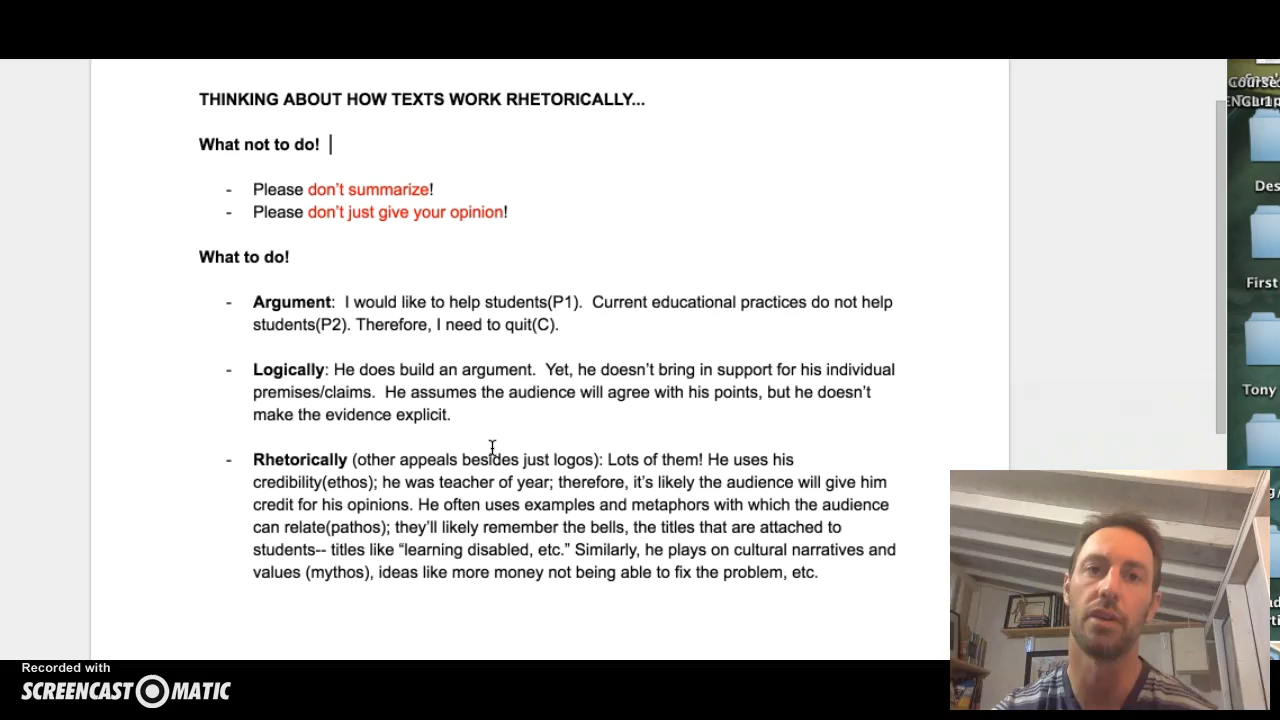 THINKING ABOUT HOW TEXTS WORK RHETORICALLY...
What not to do!
- Please don't summarize!
- Please don't just give your opinion!
What to do!
- Argument:  I would like to help students(P1).  Current educational practices do not help
students(P2). Therefore, I need to quit(C).
- Logically: He does build an argument.  Yet, he doesn't bring in support for his individual
premises/claims.  He assumes the audience will agree with his points, but he doesn't
make the evidence explicit.
- Rhetorically (other appeals besides just logos): Lots of them! He uses his
credibility(ethos); he was teacher of year; therefore, it's likely the audience will give him
credit for his opinions. He often uses examples and metaphors with which the audience
can relate(pathos); they'll likely remember the bells, the titles that are attached to
students-- titles like “learning disabled, etc.” Similarly, he plays on cultural narratives and
values (mythos), ideas like more money not being able to fix the problem, etc.
Course
Des
First
Tony
Recorded with
SCREENCAST-O-MATIC